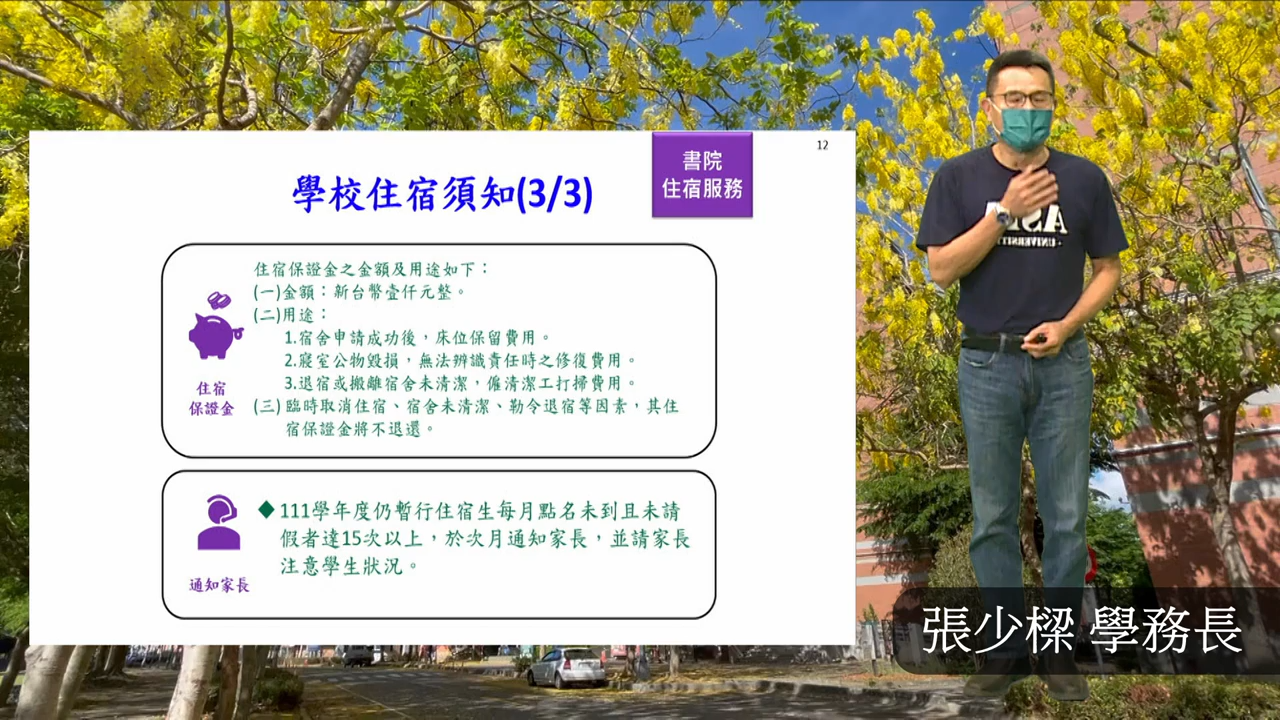 12
書院
住宿服務
學校住宿須知(3/3)
住宿保證金之金額及用途如下：
(一)金額：新台幣壹仟元整。
(二)用途：
1.宿舍申請成功後，床位保留費用。
2.寢室公物毀損，無法辨識責任時之修復費用。
3.退宿或搬離宿舍未清潔，僱清潔工打掃費用。
(三) 臨時取消住宿、宿舍未清潔、勒令退宿等因素，其住
宿保證金將不退還。
住宿
保證金
◆ 111學年度仍暫行住宿生每月點名未到且未請
假者達15次以上，於次月通知家長，並請家長
注意學生狀況。
通知家長
張少樑 學務長